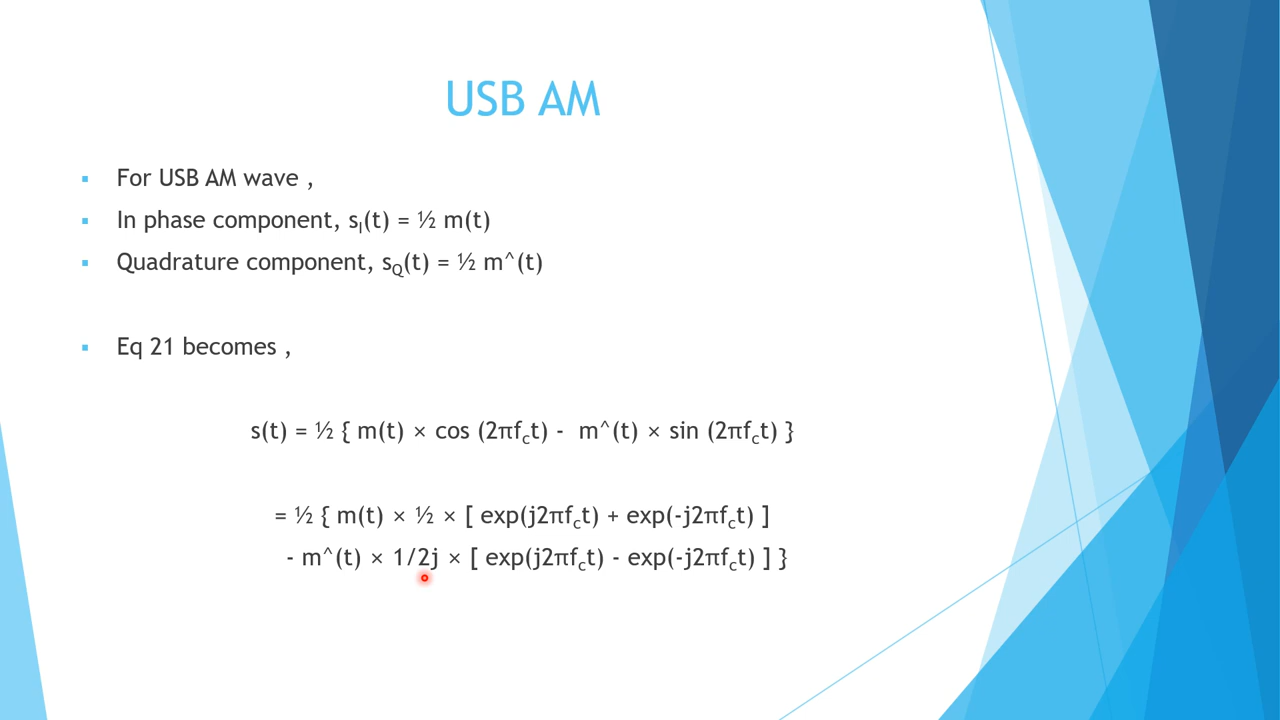 USB AM
▪ For USB AM wave ,
▪ In phase component, sI(t) = ½ m(t)
▪ Quadrature component, sQ(t) = ½ m^(t)
▪ Eq 21 becomes ,
s(t) = ½ { m(t) × cos (2πfct) - m^(t) × sin (2πfct) }
= ½ { m(t) × ½ × [ exp(j2πfct) + exp(-j2πfct) ]
- m^(t) × 1/2j × [ exp(j2πfct) - exp(-j2πfct) ] }